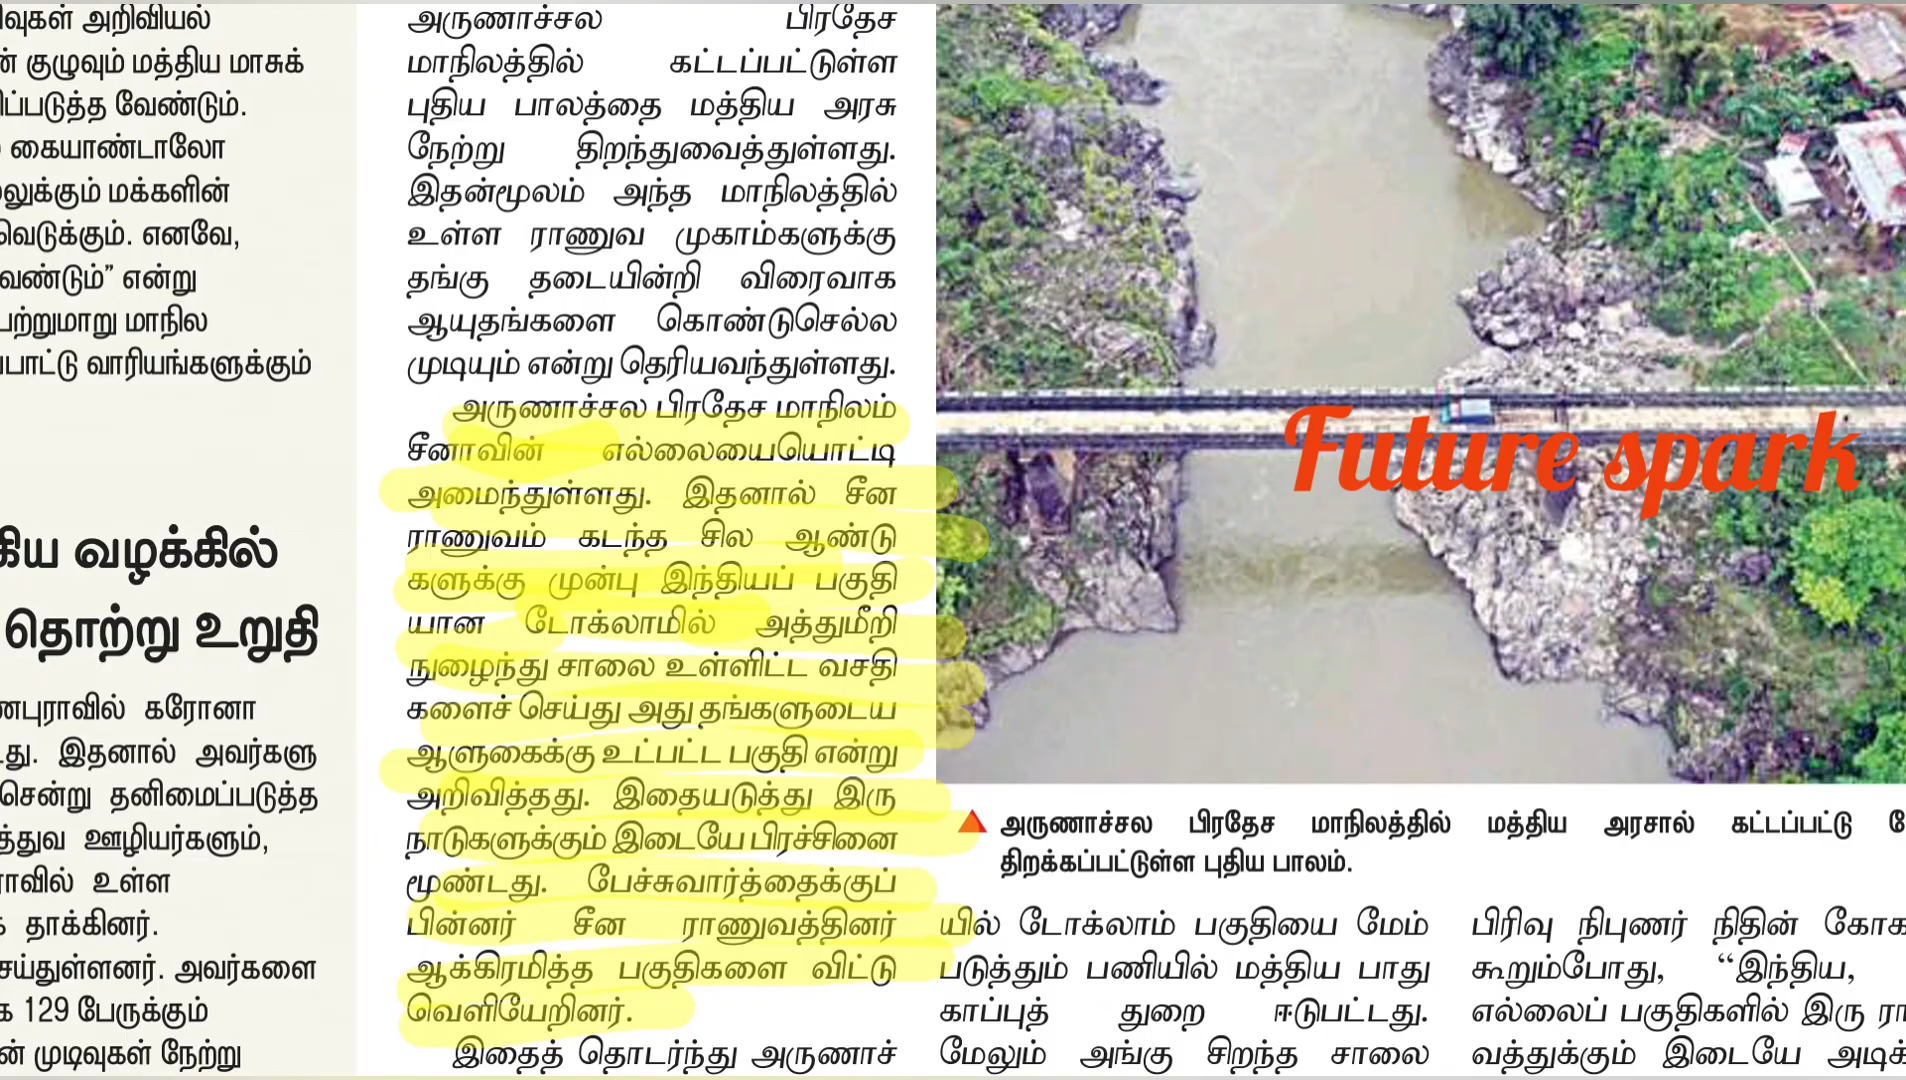 அறிவியல்
குழுவும் மத்திய மாசுக்
வேண்டும்.
கையாண்டாலோ
மக்களின்
எனவே,
என்று
மாநில
வாரியங்களுக்கும்
வழக்கில்
தொற்று உறுதி
கரோனா
இதனால் அவர்களு
சென்று தனிமைப்படுத்த
ஊழியர்களும்,
உள்ள
தாக்கினர்.
அவர்களை
129 பேருக்கும்
முடிவுகள் நேற்று
அருணாச்சல பிரதேச
மாநிலத்தில் கட்டப்பட்டுள்ள
புதிய பாலத்தை மத்திய அரசு
நேற்று திறந்துவைத்துள்ளது.
இதன்மூலம் அந்த மாநிலத்தில்
உள்ள ராணுவ முகாம்களுக்கு
தங்கு தடையின்றி விரைவாக
ஆயுதங்களை கொண்டுசெல்ல
முடியும் என்று தெரியவந்துள்ளது.
அருணாச்சல பிரதேச மாநிலம்
சீனாவின் எல்லையையொட்டி
அமைந்துள்ளது. இதனால் சீன
ராணுவம் கடந்த சில ஆண்டு
களுக்கு முன்பு இந்தியப் பகுதி
யான டோக்லாமில் அத்துமீறி
நுழைந்து சாலை உள்ளிட்ட வசதி
களைச் செய்து அது தங்களுடைய
ஆளுகைக்கு உட்பட்ட பகுதி என்று
அறிவித்தது. இதையடுத்து இரு
நாடுகளுக்கும் இடையே பிரச்சினை
மூண்டது. பேச்சுவார்த்தைக்குப்
பின்னர் சீன ராணுவத்தினர்
ஆக்கிரமித்த பகுதிகளை விட்டு
வெளியேறினர்.
இதைத் தொடர்ந்து அருணாச்
Future spark
அருணாச்சல பிரதேச மாநிலத்தில் மத்திய அரசால் கட்டப்பட்டு
திறக்கப்பட்டுள்ள புதிய பாலம்.
யில் டோக்லாம் பகுதியை மேம்
படுத்தும் பணியில் மத்திய பாது
காப்புத் துறை ஈடுபட்டது.
மேலும் அங்கு சிறந்த சாலை
பிரிவு நிபுணர் நிதின் கோக
கூறும்போது, “இந்திய,
எல்லைப் பகுதிகளில் இரு
வத்துக்கும் இடையே அடிக்